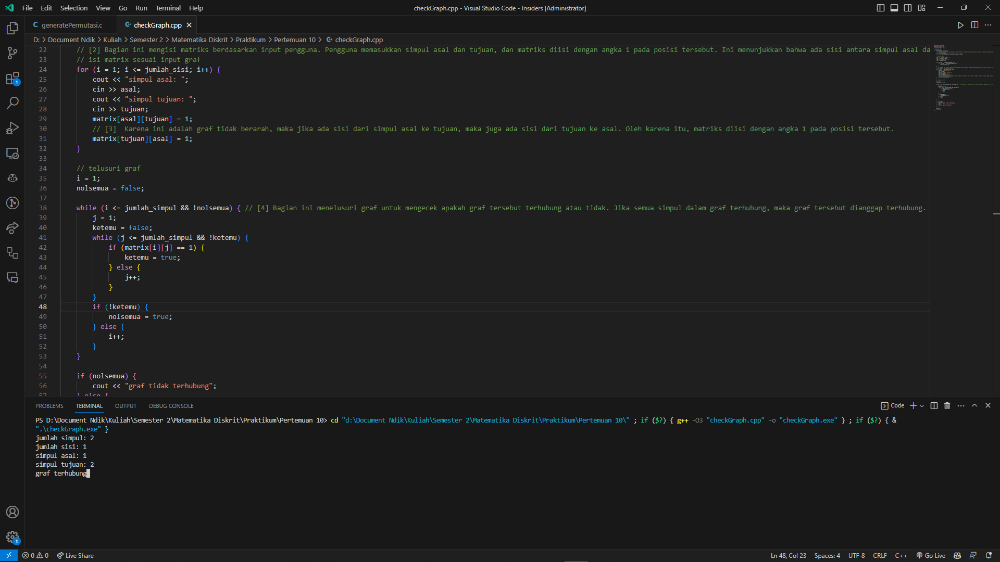 File Edit Selection View Go Run Terminal Help
checkGraph.cpp - Visual Studio Code - Insiders [Administrator]
generatePermutasi.c
checkGraph.cpp
D: > Document Ndik > Kuliah > Semester 2 > Matematika Diskrit > Praktikum > Pertemuan 10 > checkGraph.cpp
22 // [2] Bagian ini mengisi matriks berdasarkan input pengguna. Pengguna memasukkan simpul asal dan tujuan, dan matriks diisi dengan angka 1 pada posisi tersebut. Ini menunjukkan bahwa ada sisi antara simpul asal da
23 // isi matrix sesuai input graf
24 for (i = 1; i <= jumlah_sisi; i++) {
25 cout << "simpul asal: ";
26 cin >> asal;
27 cout << "simpul tujuan: ";
28 cin >> tujuan;
29 matrix[asal][tujuan] = 1;
30 // [3]  Karena ini adalah graf tidak berarah, maka jika ada sisi dari simpul asal ke tujuan, maka juga ada sisi dari tujuan ke asal. Oleh karena itu, matriks diisi dengan angka 1 pada posisi tersebut.
31 matrix[tujuan][asal] = 1;
32 }
33
34 // telusuri graf
35 i = 1;
36 nolsemua = false;
37
38 while (i <= jumlah_simpul && !nolsemua) { // [4] Bagian ini menelusuri graf untuk mengecek apakah graf tersebut terhubung atau tidak. Jika semua simpul dalam graf terhubung, maka graf tersebut dianggap terhubung.
39 j = 1;
40 ketemu = false;
41 while (j <= jumlah_simpul && !ketemu) {
42 if (matrix[i][j] == 1) {
43 ketemu = true;
44 } else {
45 j++;
46 }
47 }
48 if (!ketemu) {
49 nolsemua = true;
50 } else {
51 i++;
52 }
53 }
54
55 if (nolsemua) {
56 cout << "graf tidak terhubung";
57 } else {
PROBLEMS TERMINAL OUTPUT DEBUG CONSOLE
Code
PS D:\Document Ndik\Kuliah\Semester 2\Matematika Diskrit\Praktikum\Pertemuan 10> cd "d:\Document Ndik\Kuliah\Semester 2\Matematika Diskrit\Praktikum\Pertemuan 10\" ; if ($?) { g++ -O3 "checkGraph.cpp" -o "checkGraph.exe" } ; if ($?) { &
".\checkGraph.exe" }
jumlah simpul: 2
jumlah sisi: 1
simpul asal: 1
simpul tujuan: 2
graf terhubung
0 0 Live Share
Ln 48, Col 23 Spaces: 4 UTF-8 CRLF C++ Go Live